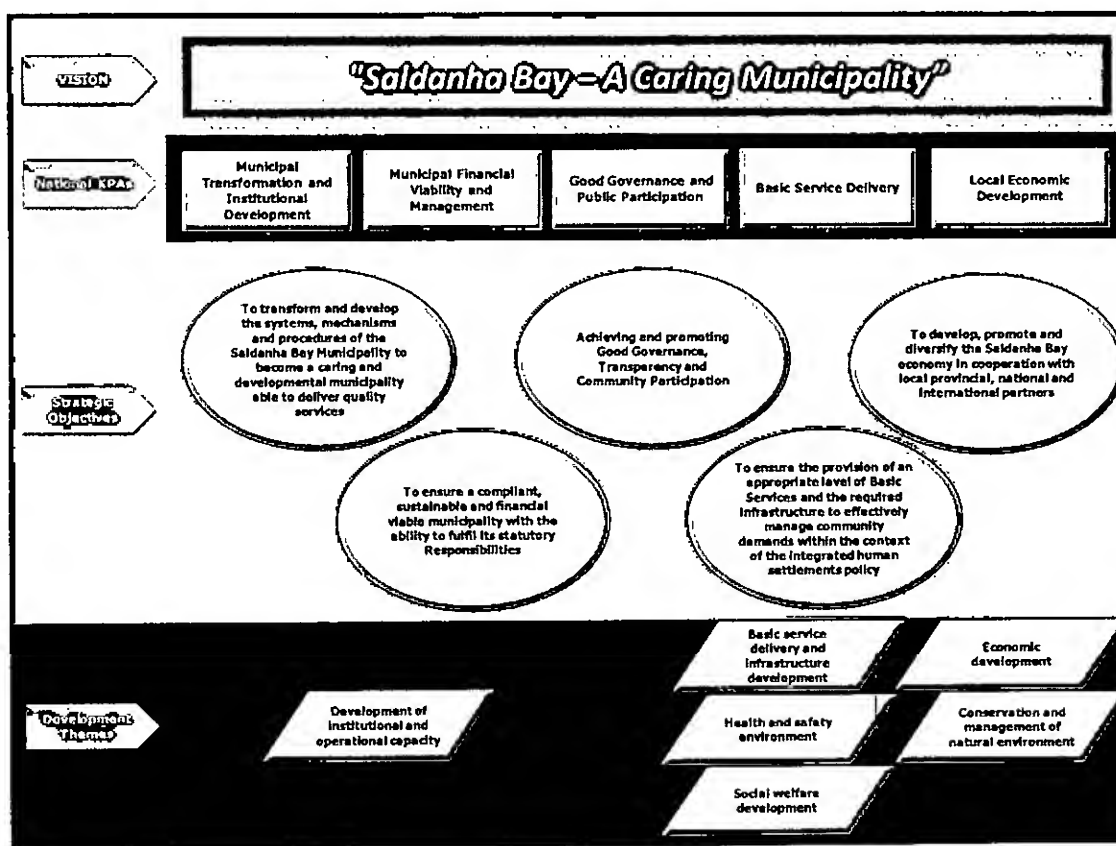 VISION
"Saldanha Bay – A Caring Municipality"
National KPAs
Municipal
Transformation and
Institutional
Development
Municipal Financial
Viability and
Management
Good Governance and
Public Participation
Basic Service Delivery
Local Economic
Development
Strategic
Objectives
To transform and develop
the systems, mechanisms
and procedures of the
Saldanha Bay Municipality to
become a caring and
developmental municipality
able to deliver quality
services
Achieving and promoting
Good Governance,
Transparency and
Community Participation
To develop, promote and
diversify the Saldanha Bay
economy in cooperation with
local provincial, national and
international partners
To ensure a compliant,
sustainable and financial
viable municipality with the
ability to fulfil its statutory
Responsibilities
To ensure the provision of an
appropriate level of Basic
Services and the required
infrastructure to effectively
manage community
demands within the context
of the integrated human
settlements policy
Development
Themes
Development of
institutional and
operational capacity
Basic service
delivery and
infrastructure
development
Economic
development
Health and safety
environment
Conservation and
management of
natural environment
Social welfare
development